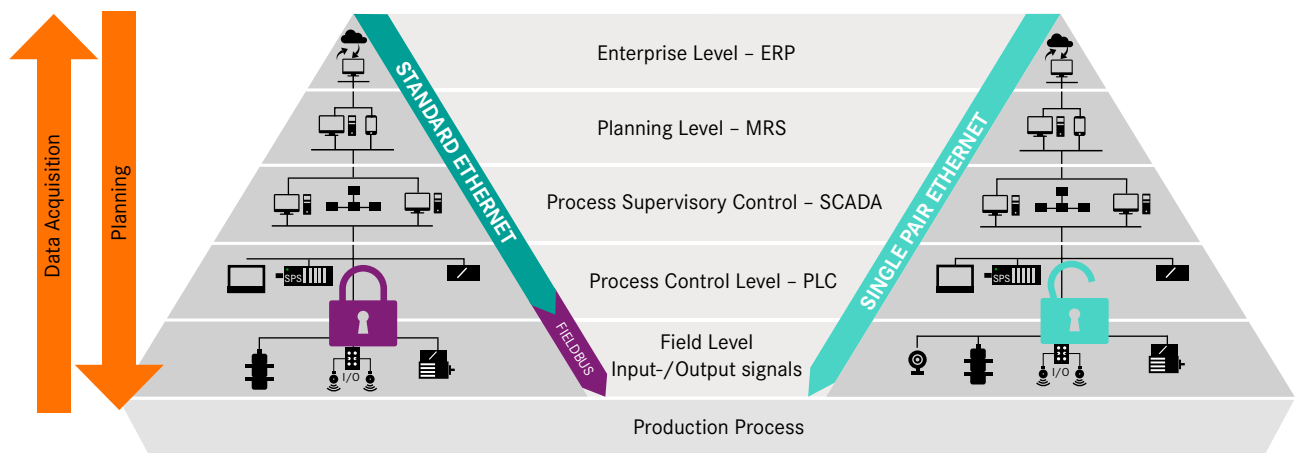 Data Acquisition
Planning
STANDARD ETHERNET
FIELDBUS
SPS
I/O
Enterprise Level – ERP
Planning Level – MRS
Process Supervisory Control – SCADA
Process Control Level – PLC
Field Level
Input-/Output signals
SINGLE PAIR ETHERNET
SPS
I/O
Production Process